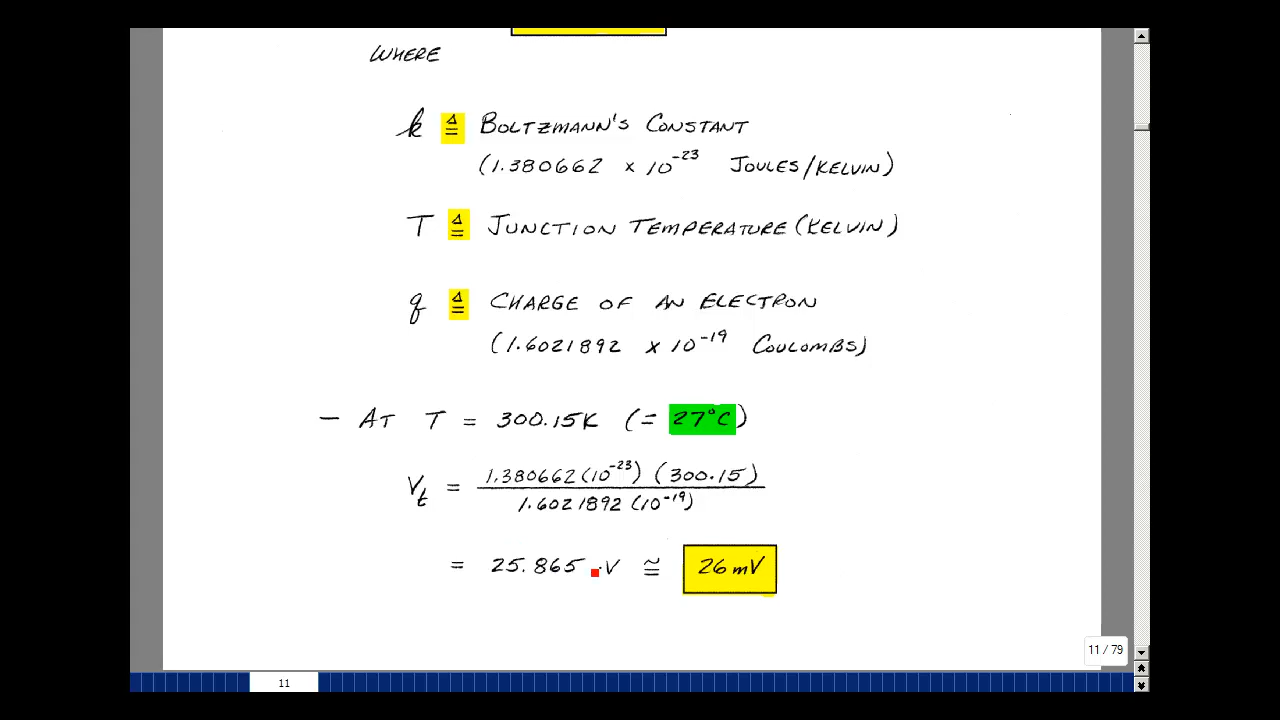 WHERE
k ≜ BOLTZMANN'S CONSTANT
(1.380662 × 10⁻²³ JOULES/KELVIN)
T ≜ JUNCTION TEMPERATURE (KELVIN)
q ≜ CHARGE OF AN ELECTRON
(1.6021892 × 10⁻¹⁹ COULOMBS)
— AT T = 300.15K (= 27°C)
Vₜ = 1.380662 (10⁻²³) (300.15)
1.6021892 (10⁻¹⁹)
= 25.865 V ≅ 26 mV
11 / 79
11